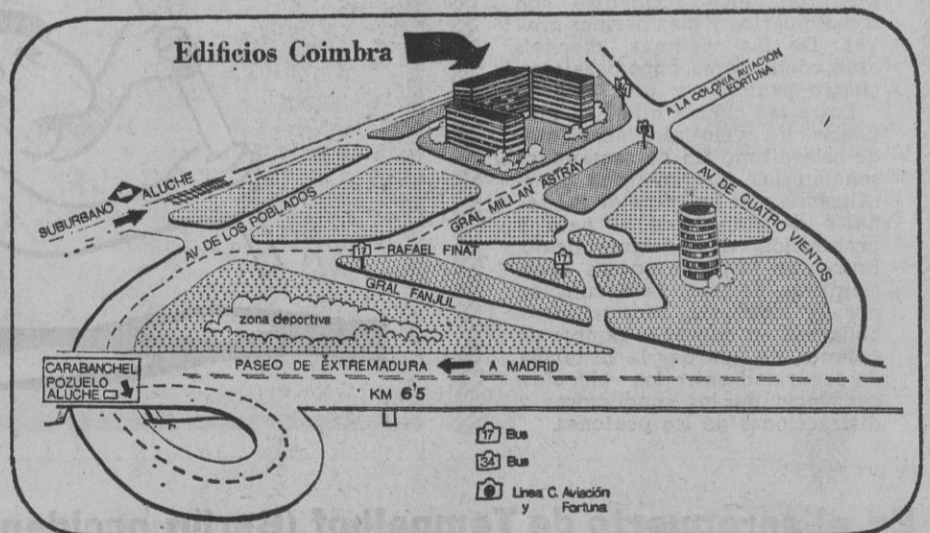 Edificios Coimbra
A LA COLONIA AVIACION
Y FORTUNA
SUBURBANO ALUCHE
AV DE LOS POBLADOS
GRAL MILLAN ASTRAY
AV DE CUATRO VIENTOS
17
RAFAEL FINAT
17
GRAL FANJUL
zona deportiva
CARABANCHEL
POZUELO
ALUCHE
PASEO DE EXTREMADURA
A MADRID
KM 6'5
17 Bus
34 Bus
Linea C. Aviación
y Fortuna